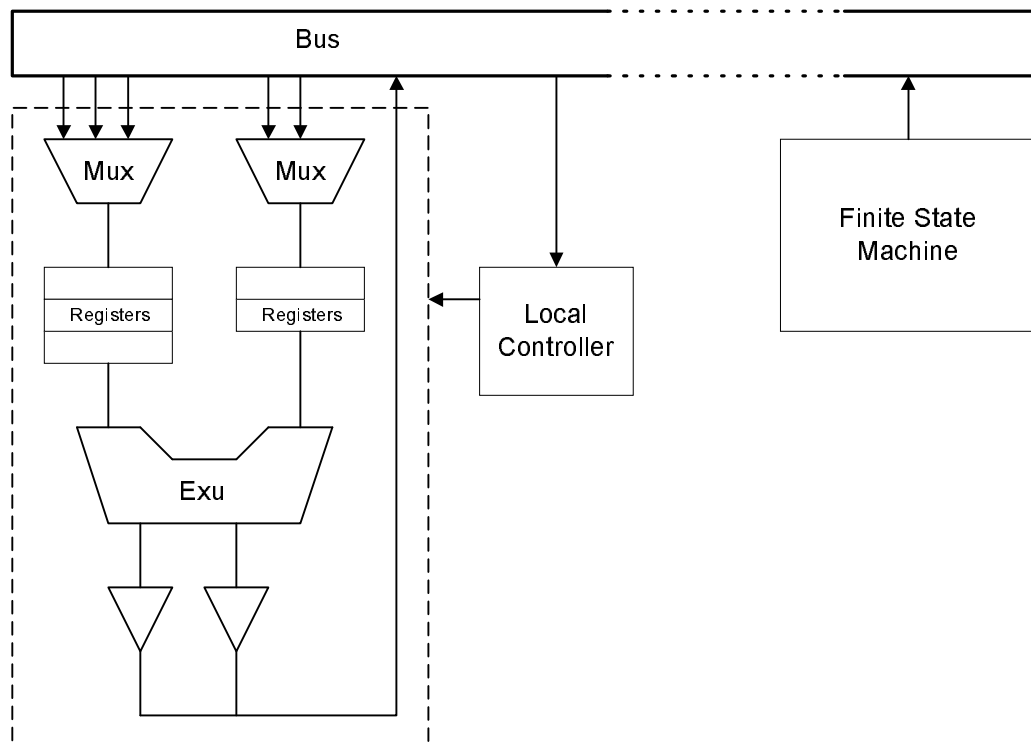 Bus
Mux
Mux
Finite State
Machine
Registers
Registers
Local
Controller
Exu